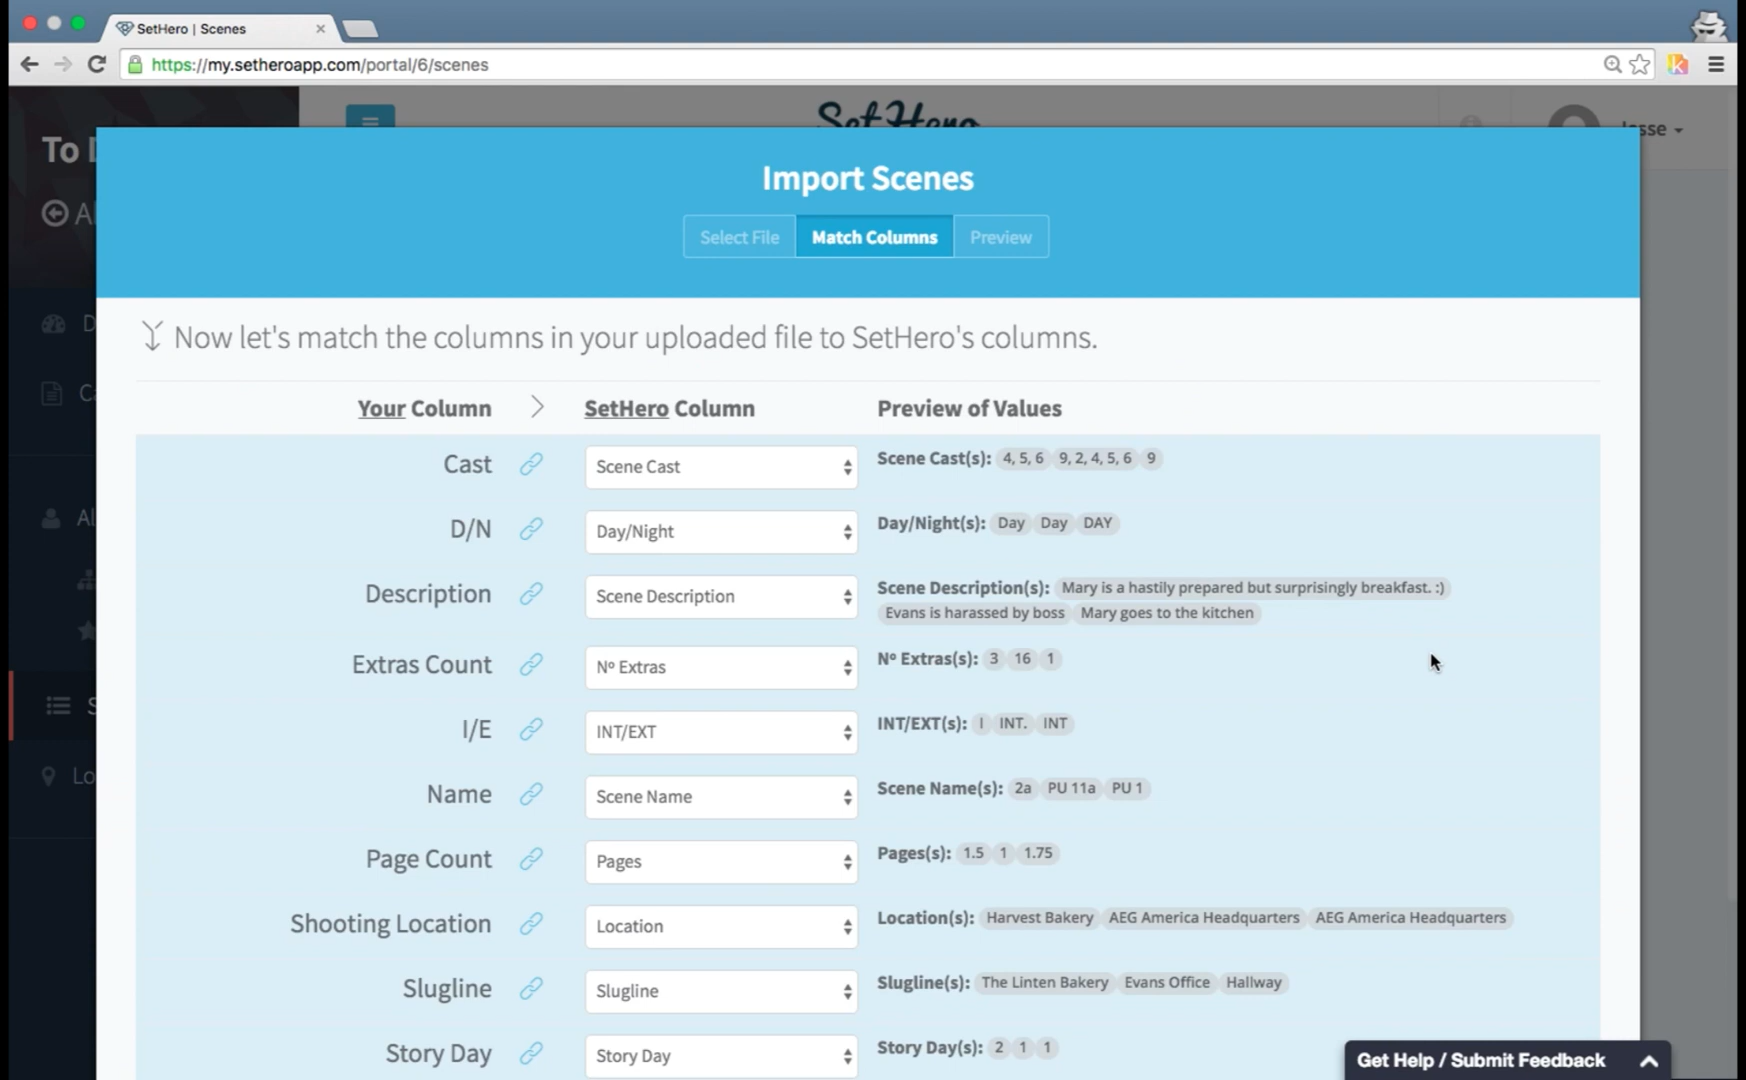 SetHero | Scenes
https://my.setheroapp.com/portal/6/scenes
SetHero
To
Import Scenes
Select File Match Columns Preview
Now let's match the columns in your uploaded file to SetHero's columns.
Your Column > SetHero Column Preview of Values
Cast Scene Cast Scene Cast(s): 4, 5, 6 9, 2, 4, 5, 6 9
D/N Day/Night Day/Night(s): Day Day DAY
Description Scene Description Scene Description(s): Mary is a hastily prepared but surprisingly breakfast. :)
Evans is harassed by boss Mary goes to the kitchen
Extras Count Nº Extras Nº Extras(s): 3 16 1
I/E INT/EXT INT/EXT(s): I INT. INT
Name Scene Name Scene Name(s): 2a PU 11a PU 1
Page Count Pages Pages(s): 1.5 1 1.75
Shooting Location Location Location(s): Harvest Bakery AEG America Headquarters AEG America Headquarters
Slugline Slugline Slugline(s): The Linten Bakery Evans Office Hallway
Story Day Story Day Story Day(s): 2 1 1
Get Help / Submit Feedback